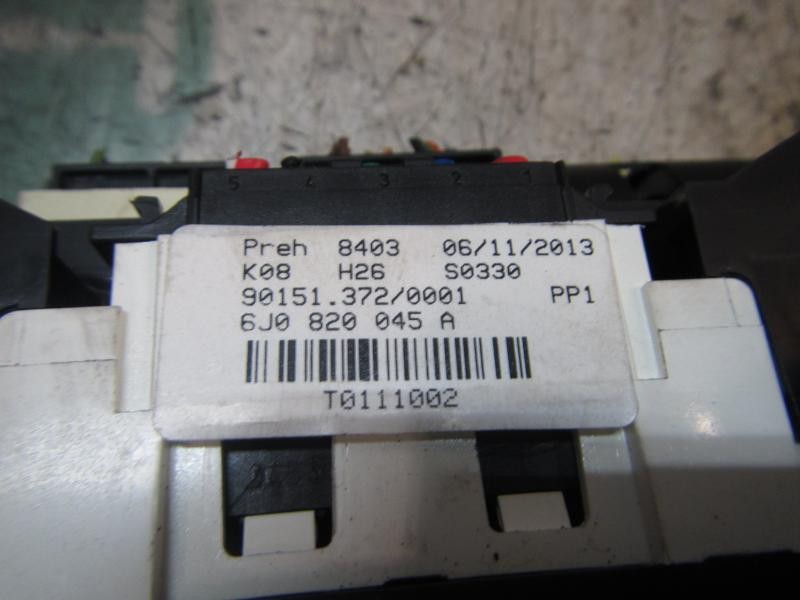 5 4 3 2 1
Preh 8403 06/11/2013
K08 H26 S0330
90151.372/0001 PP1
6J0 820 045 A
T0111002